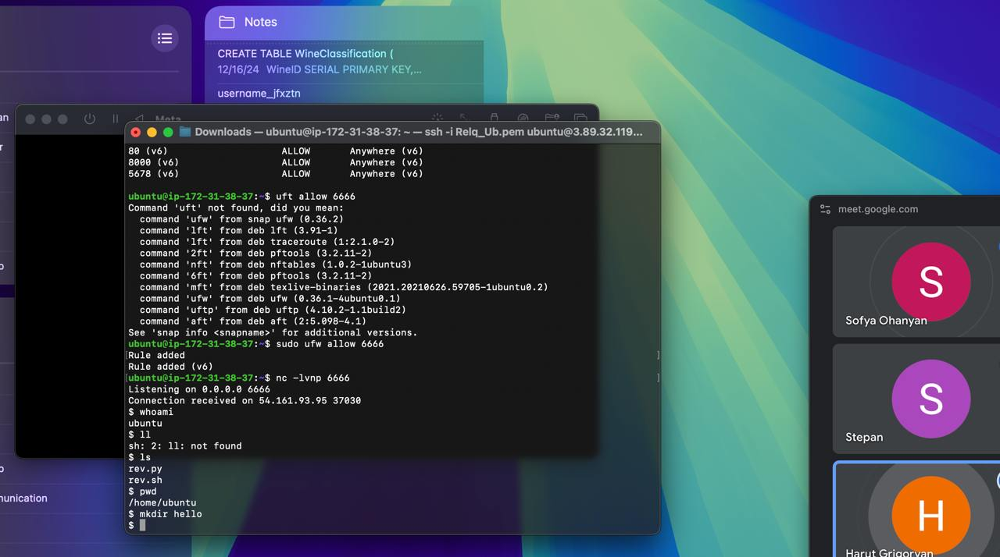 Notes
CREATE TABLE WineClassification (
12/16/24 WineID SERIAL PRIMARY KEY,...
username_jfxztn
an
r
o
o
munication
Meta
Downloads — ubuntu@ip-172-31-38-37: ~ — ssh -i Relq_Ub.pem ubuntu@3.89.32.119...
80 (v6) ALLOW Anywhere (v6)
8000 (v6) ALLOW Anywhere (v6)
5678 (v6) ALLOW Anywhere (v6)
ubuntu@ip-172-31-38-37:~$ uft allow 6666
Command 'uft' not found, did you mean:
command 'ufw' from snap ufw (0.36.2)
command 'lft' from deb lft (3.91-1)
command 'lft' from deb traceroute (1:2.1.0-2)
command '2ft' from deb pftools (3.2.11-2)
command 'nft' from deb nftables (1.0.2-1ubuntu3)
command '6ft' from deb pftools (3.2.11-2)
command 'mft' from deb texlive-binaries (2021.20210626.59705-1ubuntu0.2)
command 'ufw' from deb ufw (0.36.1-4ubuntu0.1)
command 'uftp' from deb uftp (4.10.2-1.1build2)
command 'aft' from deb aft (2:5.098-4.1)
See 'snap info <snapname>' for additional versions.
ubuntu@ip-172-31-38-37:~$ sudo ufw allow 6666
[Rule added ]
Rule added (v6)
[ubuntu@ip-172-31-38-37:~$ nc -lvnp 6666 ]
Listening on 0.0.0.0 6666
Connection received on 54.161.93.95 37030
$ whoami
ubuntu
$ ll
sh: 2: ll: not found
$ ls
rev.py
rev.sh
$ pwd
/home/ubuntu
$ mkdir hello
$
meet.google.com
S
Sofya Ohanyan
S
Stepan
H
Harut Grigoryan